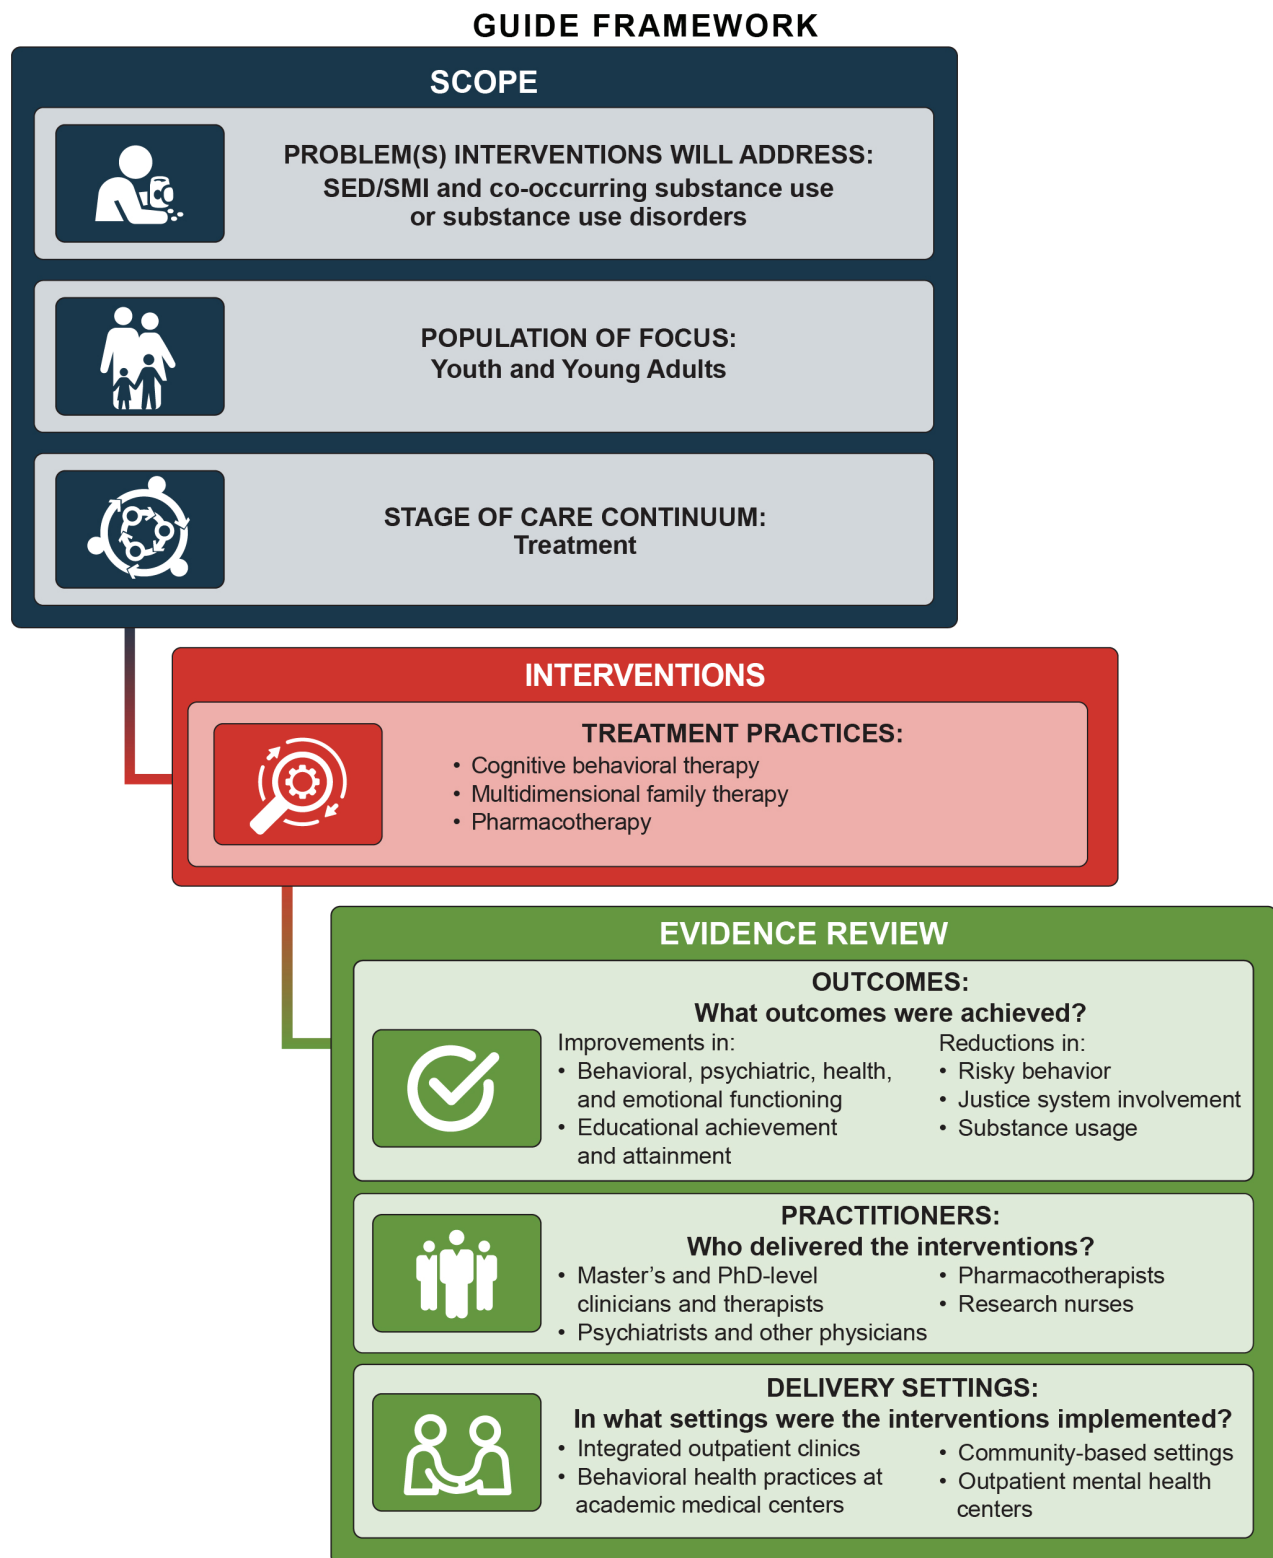 GUIDE FRAMEWORK
SCOPE
PROBLEM(S) INTERVENTIONS WILL ADDRESS:
SED/SMI and co-occurring substance use
or substance use disorders
POPULATION OF FOCUS:
Youth and Young Adults
STAGE OF CARE CONTINUUM:
Treatment
INTERVENTIONS
TREATMENT PRACTICES:
• Cognitive behavioral therapy
• Multidimensional family therapy
• Pharmacotherapy
EVIDENCE REVIEW
OUTCOMES:
What outcomes were achieved?
Improvements in:
• Behavioral, psychiatric, health,
and emotional functioning
• Educational achievement
and attainment
Reductions in:
• Risky behavior
• Justice system involvement
• Substance usage
PRACTITIONERS:
Who delivered the interventions?
• Master’s and PhD-level
clinicians and therapists
• Psychiatrists and other physicians
• Pharmacotherapists
• Research nurses
DELIVERY SETTINGS:
In what settings were the interventions implemented?
• Integrated outpatient clinics
• Behavioral health practices at
academic medical centers
• Community-based settings
• Outpatient mental health
centers